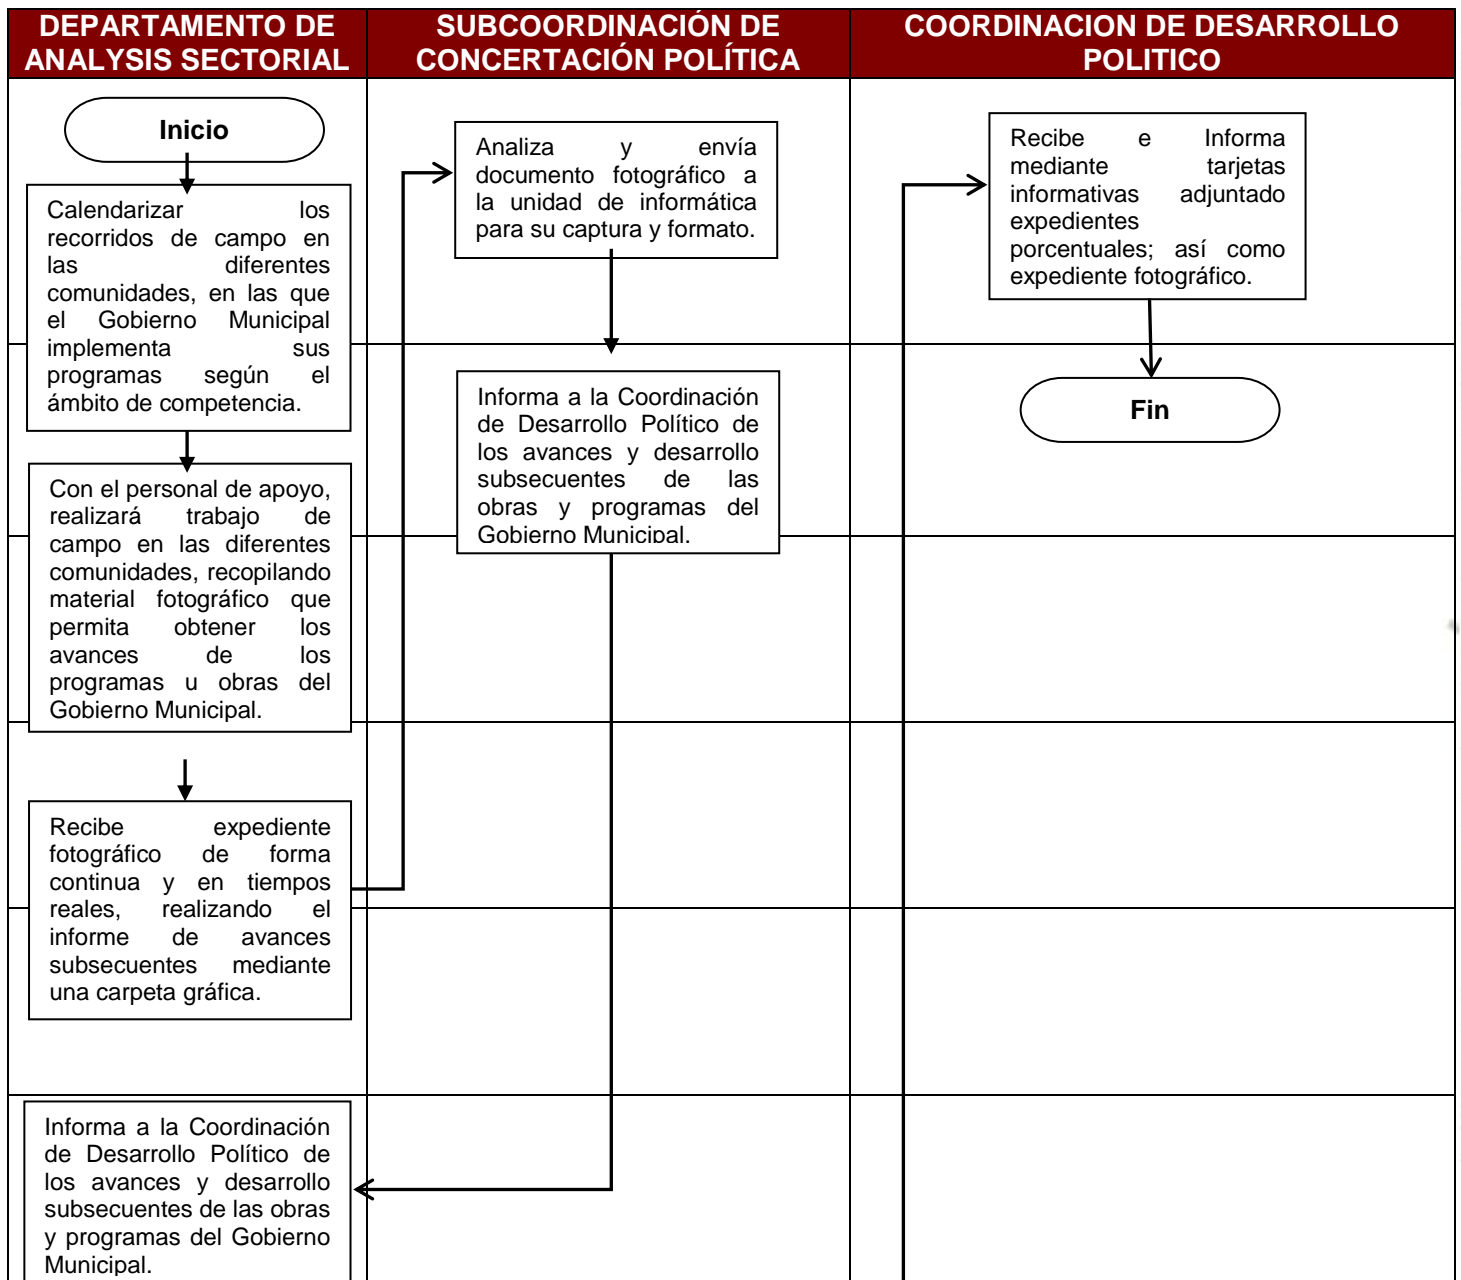 DEPARTAMENTO DE
ANALYSIS SECTORIAL
SUBCOORDINACIÓN DE
CONCERTACIÓN POLÍTICA
COORDINACION DE DESARROLLO
POLITICO
Inicio
Calendarizar los
recorridos de campo en
las diferentes
comunidades, en las que
el Gobierno Municipal
implementa sus
programas según el
ámbito de competencia.
Con el personal de apoyo,
realizará trabajo de
campo en las diferentes
comunidades, recopilando
material fotográfico que
permita obtener los
avances de los
programas u obras del
Gobierno Municipal.
Recibe expediente
fotográfico de forma
continua y en tiempos
reales, realizando el
informe de avances
subsecuentes mediante
una carpeta gráfica.
Informa a la Coordinación
de Desarrollo Político de
los avances y desarrollo
subsecuentes de las obras
y programas del Gobierno
Municipal.
Analiza y envía
documento fotográfico a
la unidad de informática
para su captura y formato.
Informa a la Coordinación
de Desarrollo Político de
los avances y desarrollo
subsecuentes de las
obras y programas del
Gobierno Municipal.
Recibe e Informa
mediante tarjetas
informativas adjuntado
expedientes
porcentuales; así como
expediente fotográfico.
Fin